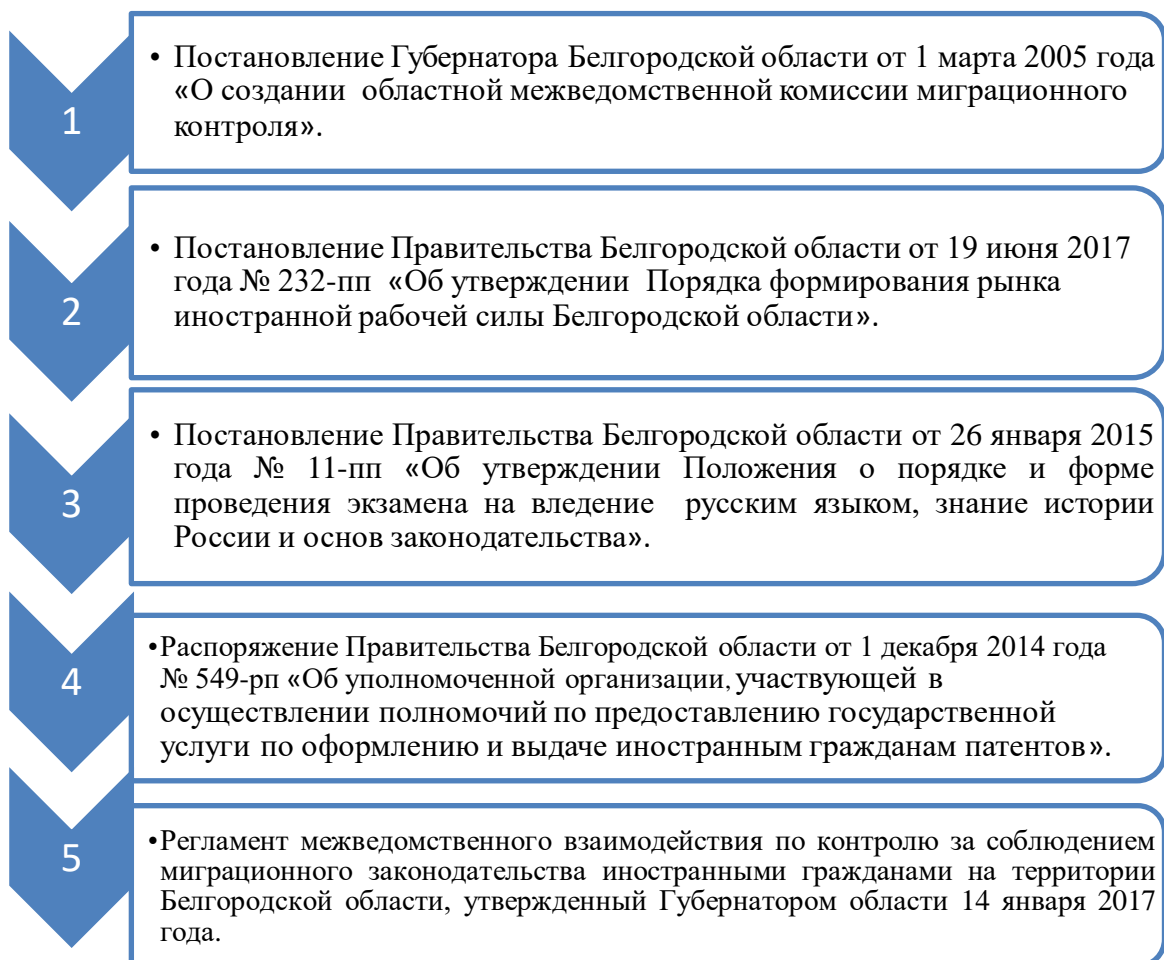 1
• Постановление Губернатора Белгородской области от 1 марта 2005 года
«О создании областной межведомственной комиссии миграционного
контроля».
2
• Постановление Правительства Белгородской области от 19 июня 2017
года № 232-пп «Об утверждении Порядка формирования рынка
иностранной рабочей силы Белгородской области».
3
• Постановление Правительства Белгородской области от 26 января 2015
года № 11-пп «Об утверждении Положения о порядке и форме
проведения экзамена на вледение русским языком, знание истории
России и основ законодательства».
4
•Распоряжение Правительства Белгородской области от 1 декабря 2014 года
№ 549-рп «Об уполномоченной организации, участвующей в
осуществлении полномочий по предоставлению государственной
услуги по оформлению и выдаче иностранным гражданам патентов».
5
•Регламент межведомственного взаимодействия по контролю за соблюдением
миграционного законодательства иностранными гражданами на территории
Белгородской области, утвержденный Губернатором области 14 января 2017
года.